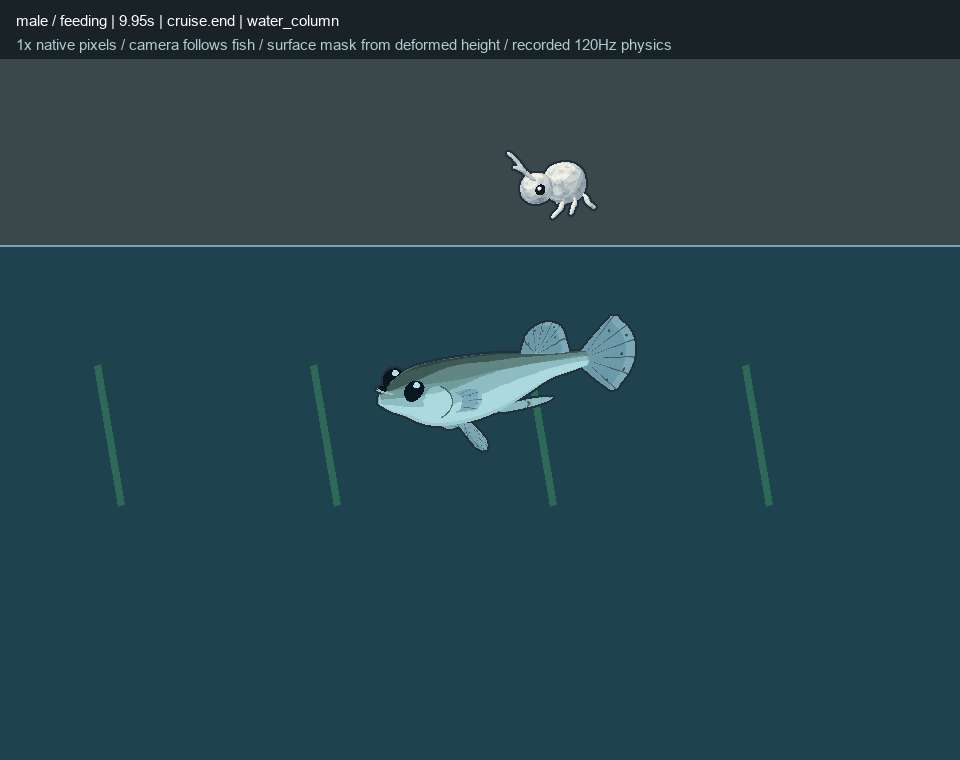 male / feeding | 9.95s | cruise.end | water_column
1x native pixels / camera follows fish / surface mask from deformed height / recorded 120Hz physics